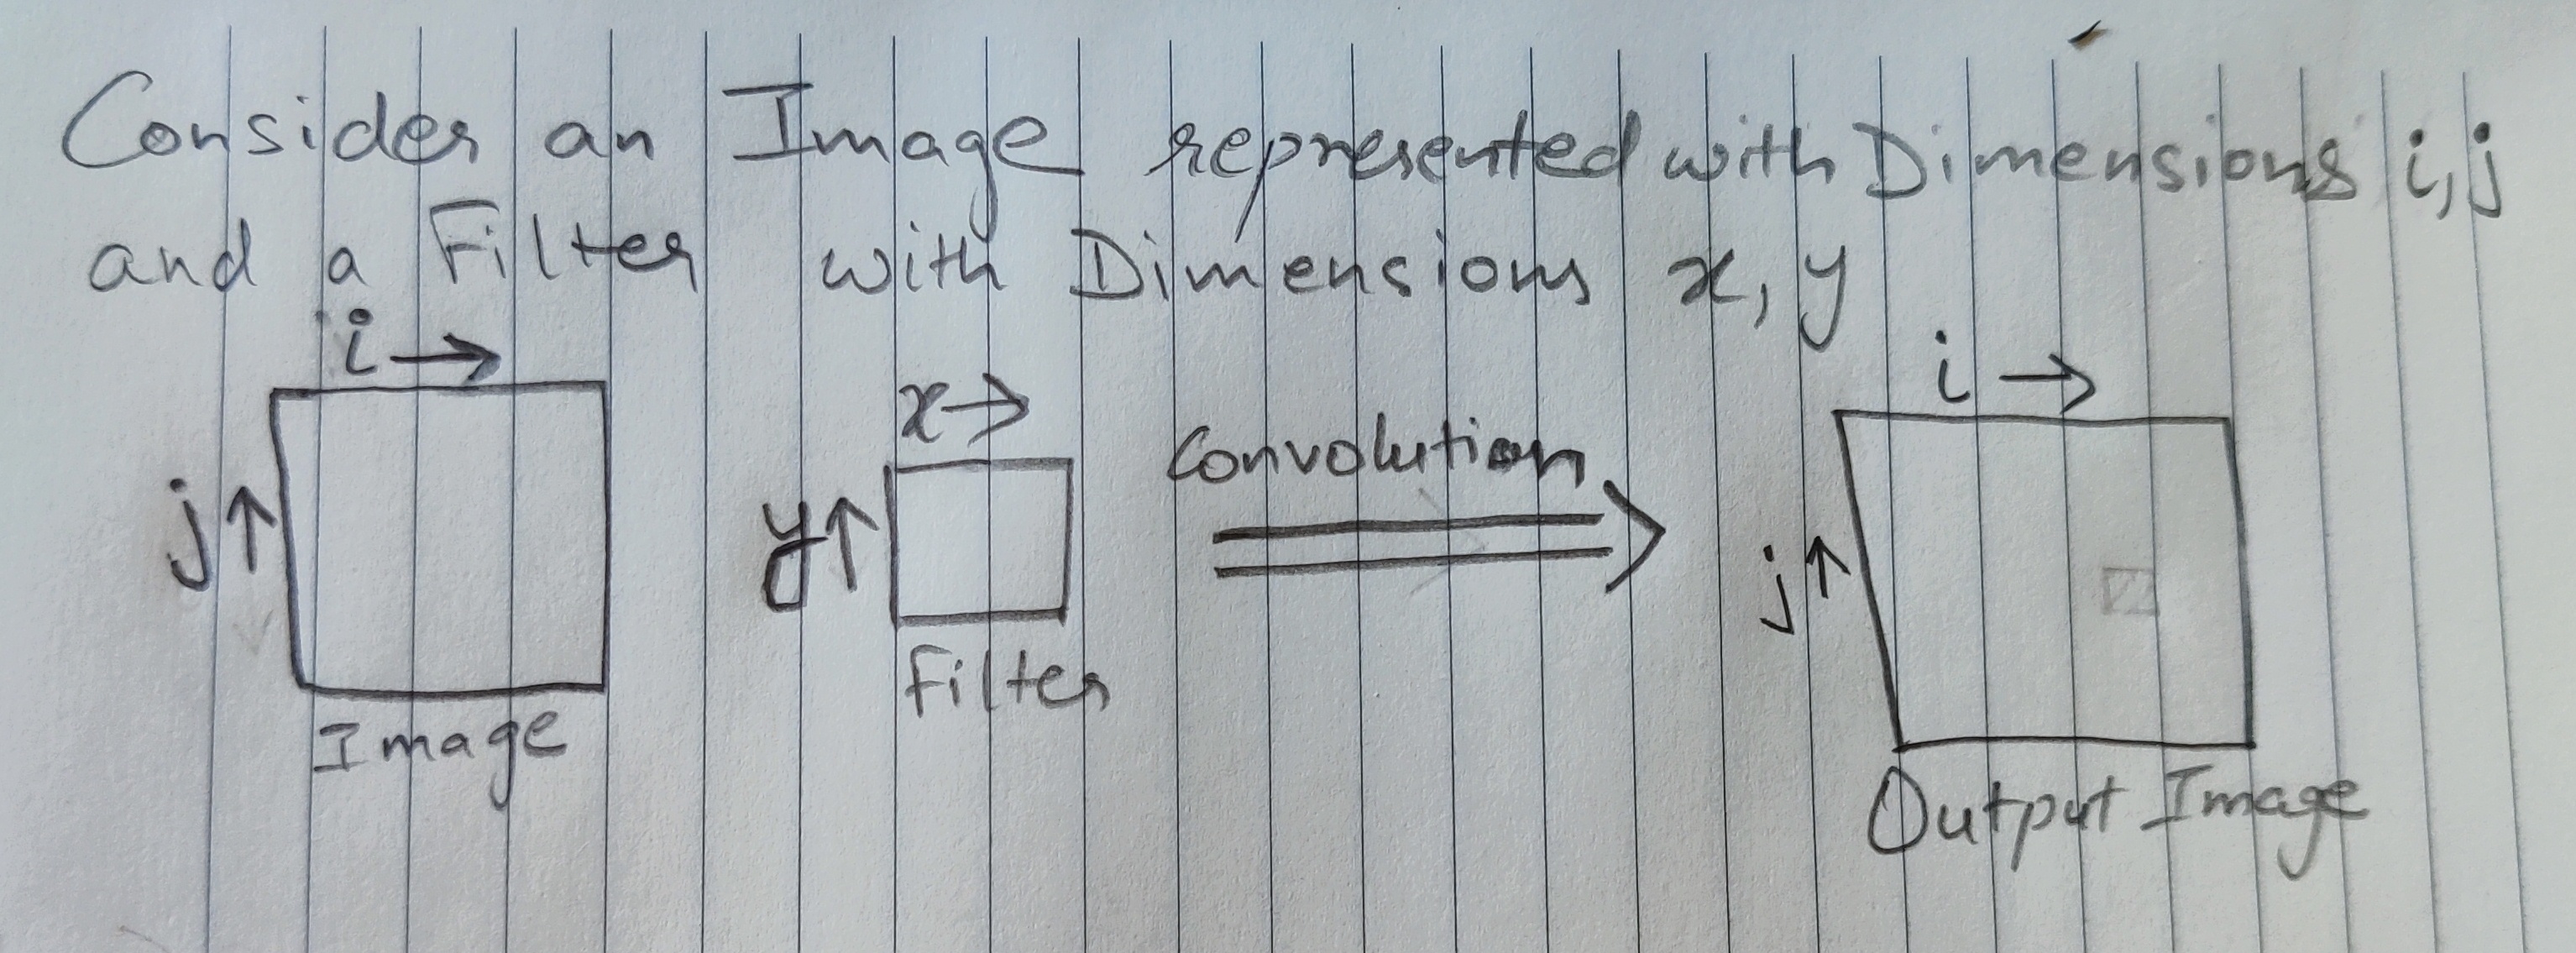 Consider an Image represented with Dimensions i,j
and a Filter with Dimensions x, y
i →
j ↑
Image
x →
y ↑
Filter
Convolution
i →
j ↑
Output Image